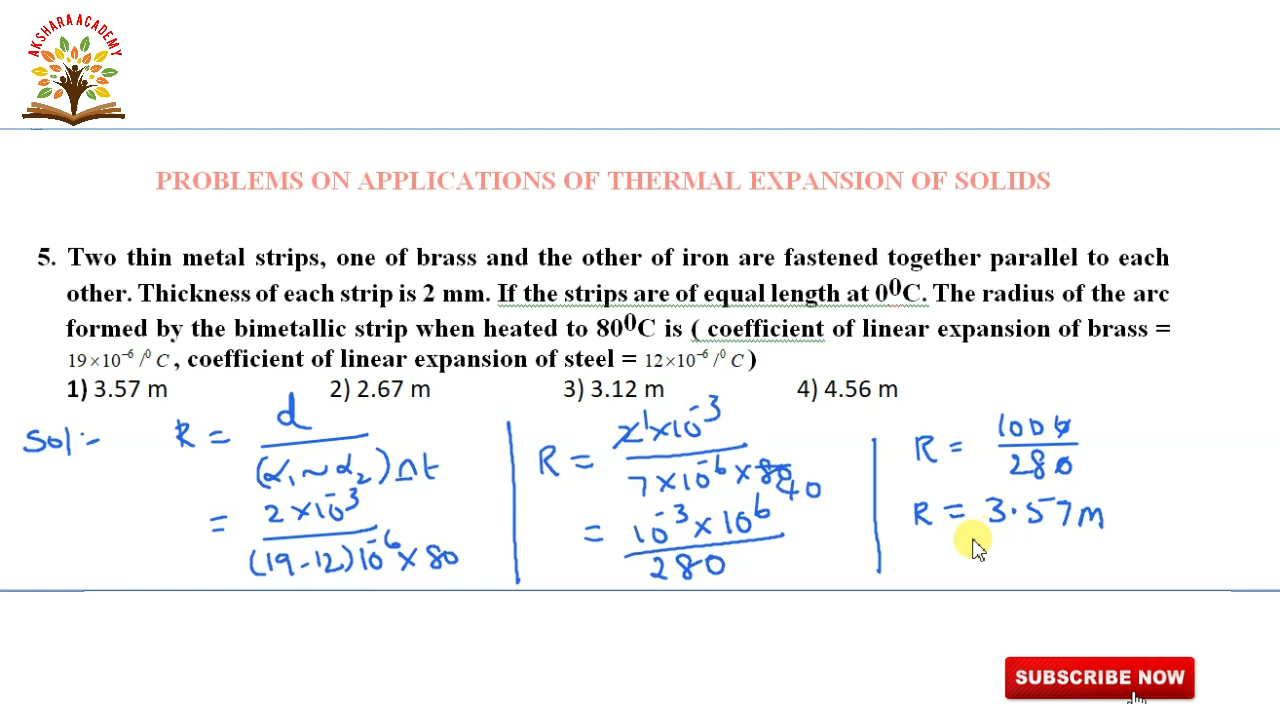 AKSHARA ACADEMY
PROBLEMS ON APPLICATIONS OF THERMAL EXPANSION OF SOLIDS
5. Two thin metal strips, one of brass and the other of iron are fastened together parallel to each
other. Thickness of each strip is 2 mm. If the strips are of equal length at 0⁰C. The radius of the arc
formed by the bimetallic strip when heated to 80⁰C is ( coefficient of linear expansion of brass =
19×10⁻⁶ /⁰ C , coefficient of linear expansion of steel = 12×10⁻⁶ /⁰ C )
1) 3.57 m 2) 2.67 m 3) 3.12 m 4) 4.56 m
Sol:- R = d / (α₁ ~ α₂) Δt
= 2×10⁻³ / (19-12)10⁻⁶ × 80
R = 2 1×10⁻³ / 7×10⁻⁶ × 80 40
= 10⁻³ × 10⁶ / 280
R = 1000 / 280
R = 3.57m
SUBSCRIBE NOW